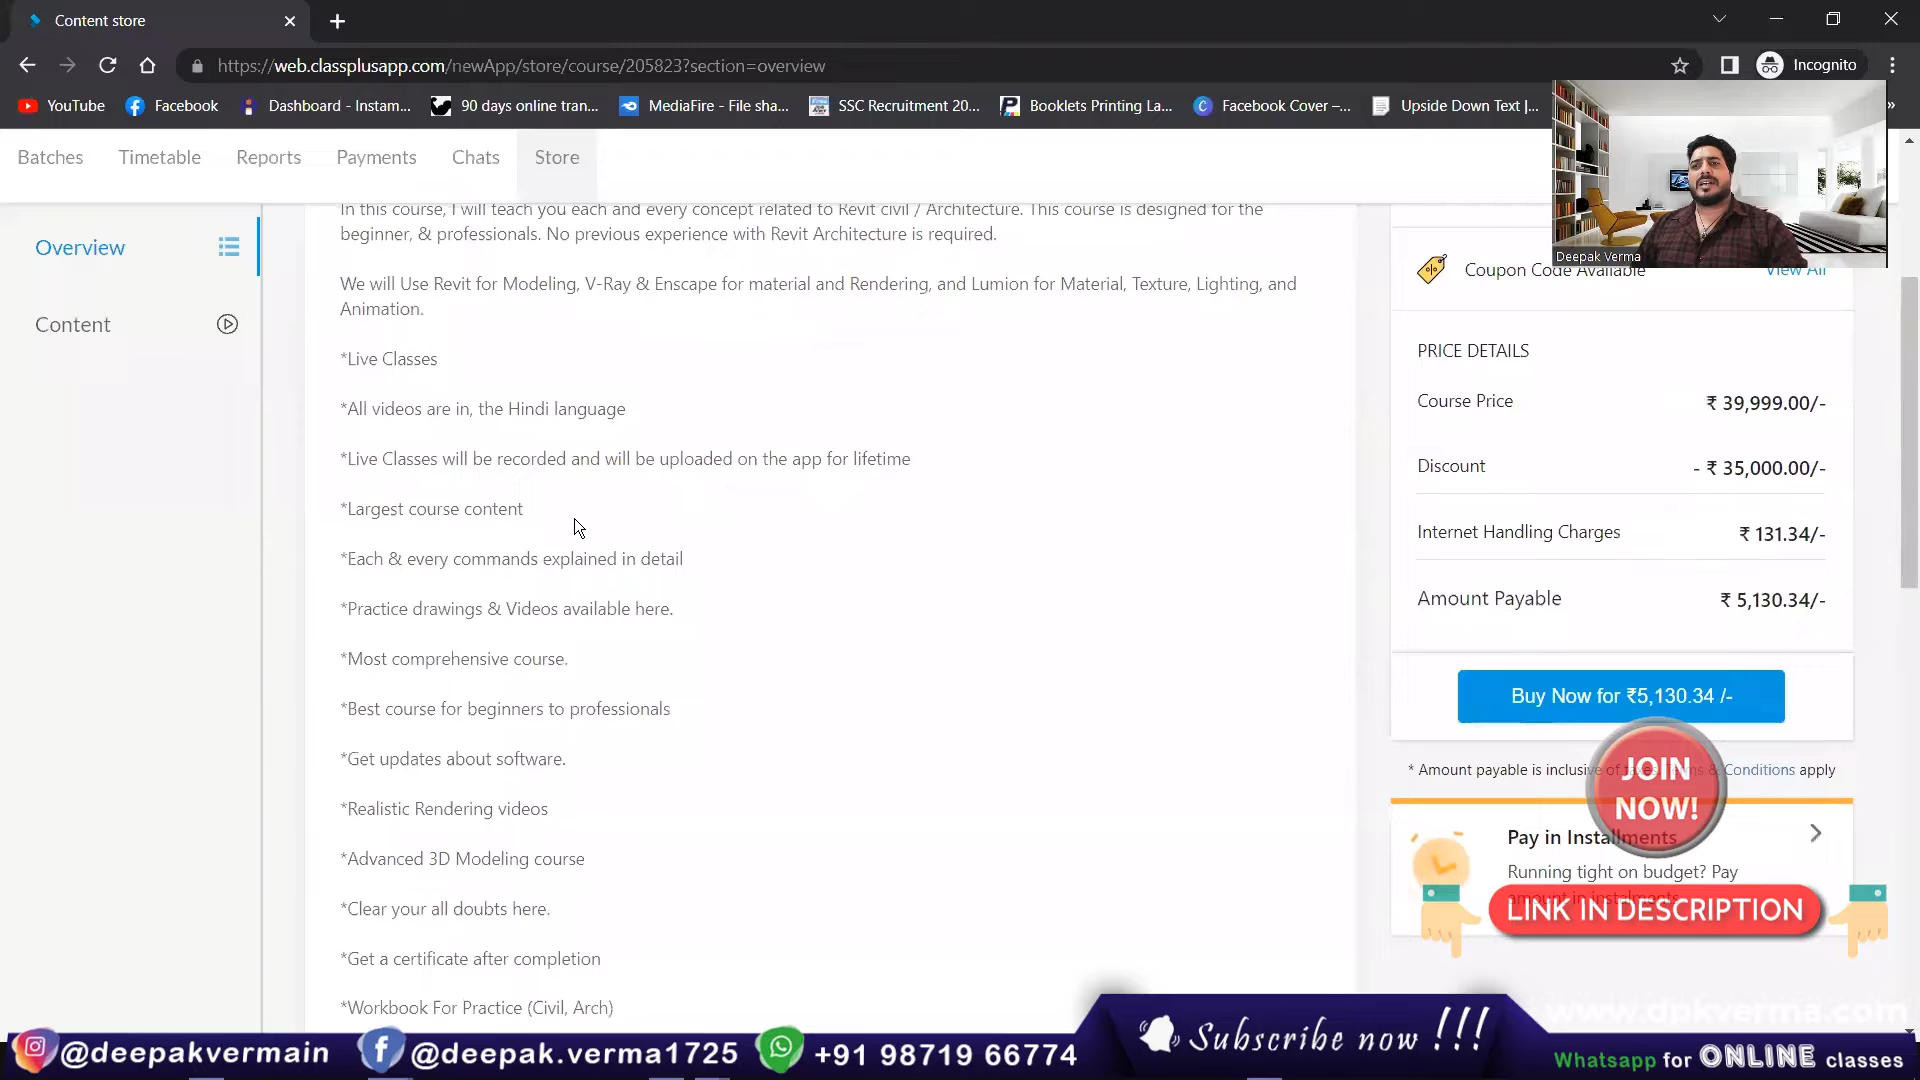 Content store
https://web.classplusapp.com/newApp/store/course/205823?section=overview
Incognito
YouTube
Facebook
Dashboard - Instam...
90 days online tran...
MediaFire - File sha...
SSC Recruitment 20...
Booklets Printing La...
Facebook Cover –...
Upside Down Text |...
»
Batches
Timetable
Reports
Payments
Chats
Store
Deepak Verma
Overview
Content
In this course, I will teach you each and every concept related to Revit civil / Architecture. This course is designed for the
beginner, & professionals. No previous experience with Revit Architecture is required.
We will Use Revit for Modeling, V-Ray & Enscape for material and Rendering, and Lumion for Material, Texture, Lighting, and
Animation.
*Live Classes
*All videos are in, the Hindi language
*Live Classes will be recorded and will be uploaded on the app for lifetime
*Largest course content
*Each & every commands explained in detail
*Practice drawings & Videos available here.
*Most comprehensive course.
*Best course for beginners to professionals
*Get updates about software.
*Realistic Rendering videos
*Advanced 3D Modeling course
*Clear your all doubts here.
*Get a certificate after completion
*Workbook For Practice (Civil, Arch)
Coupon Code Available
View All
PRICE DETAILS
Course Price ₹ 39,999.00/-
Discount - ₹ 35,000.00/-
Internet Handling Charges ₹ 131.34/-
Amount Payable ₹ 5,130.34/-
Buy Now for ₹5,130.34 /-
* Amount payable is inclusive of taxes. Terms & Conditions apply
JOIN
NOW!
Pay in Installments
Running tight on budget? Pay
amount in instalments
LINK IN DESCRIPTION
www.dpkverma.com
@deepakvermain
@deepak.verma1725
+91 98719 66774
Subscribe now !!!
Whatsapp for ONLINE classes